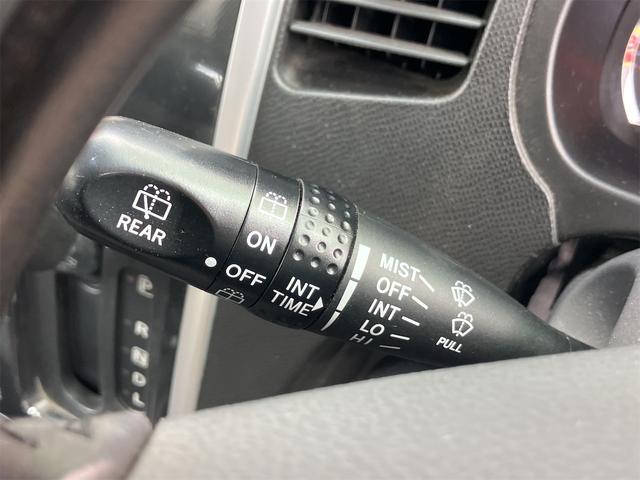 REAR
ON
OFF
INT
TIME
MIST
OFF
INT
LO
HI
PULL
P
R
N
D
L